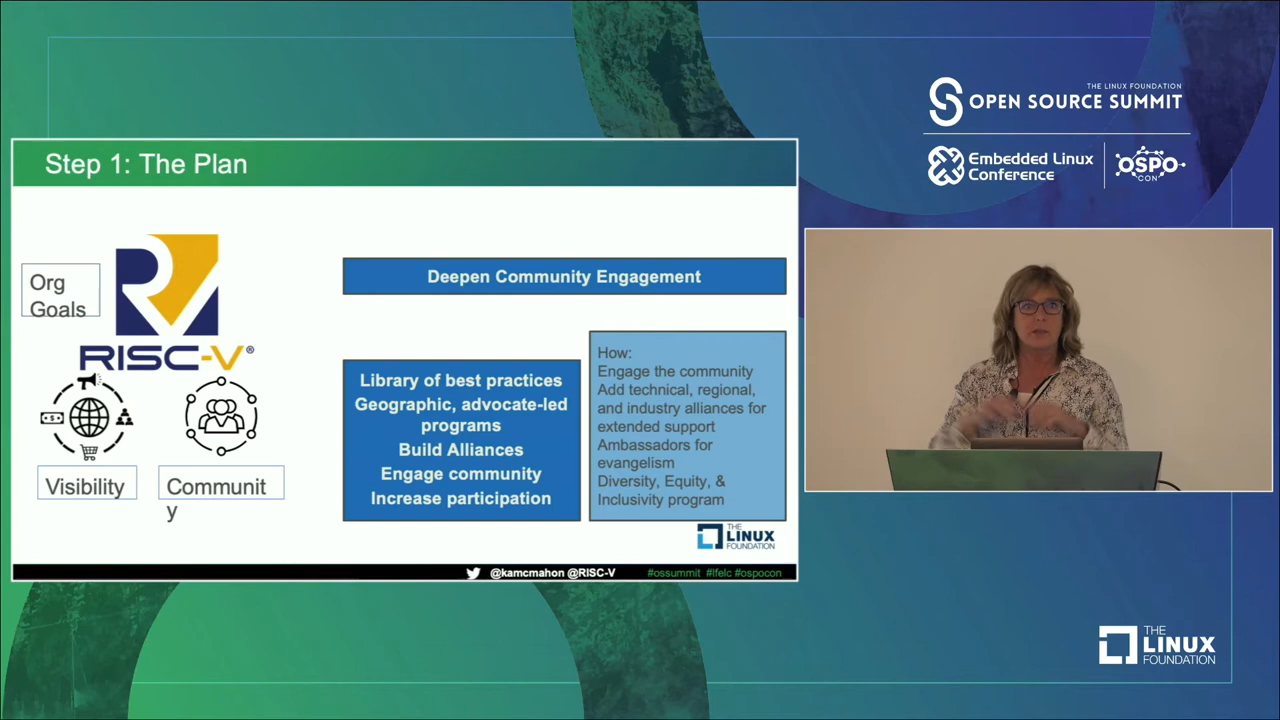 THE LINUX FOUNDATION
OPEN SOURCE SUMMIT
Embedded Linux
Conference
OSPO
CON
Step 1: The Plan
Org
Goals
RISC-V®
Visibility
Communit
y
Deepen Community Engagement
Library of best practices
Geographic, advocate-led
programs
Build Alliances
Engage community
Increase participation
How:
Engage the community
Add technical, regional,
and industry alliances for
extended support
Ambassadors for
evangelism
Diversity, Equity, &
Inclusivity program
THE
LINUX
FOUNDATION
@kamcmahon @RISC-V
#ossummit #lfelc #ospocon
THE
LINUX
FOUNDATION